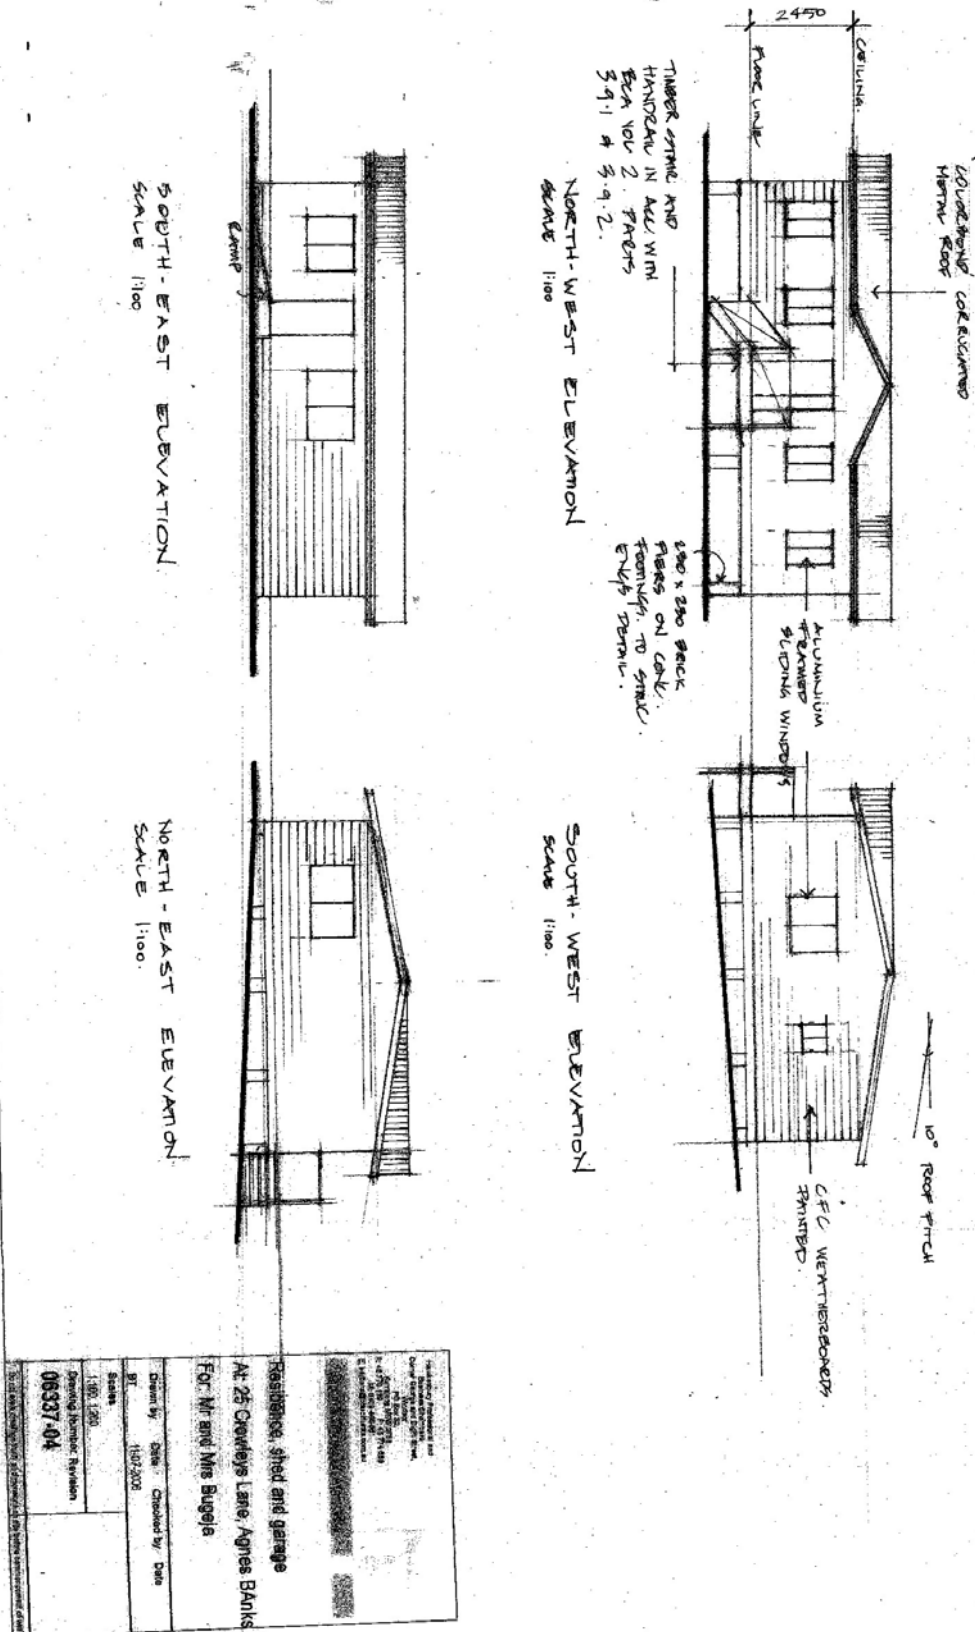 2450
CEILING.
FLOOR LINE
COLORBOND CORRUGATED
METAL ROOF
TIMBER STAIR AND
HANDRAIL IN ACC. WITH
BCA VOL 2. PARTS
3.9.1 & 3.9.2.
230 x 230 BRICK
PIERS ON CONC.
FOOTINGS. TO STRUC.
ENG'S DETAIL.
ALUMINIUM
FRAMED
SLIDING WINDOWS
10° ROOF PITCH
CFC WEATHERBOARDS.
PAINTED.
NORTH-WEST ELEVATION
SCALE 1:100
SOUTH-WEST ELEVATION
SCALE 1:100.
RAMP
SOUTH-EAST ELEVATION.
SCALE 1:100
NORTH-EAST ELEVATION.
SCALE 1:100.
Residence, shed and garage
At: 25 Crowleys Lane, Agnes BAnks
For: Mr and Mrs Bugeja
Drawn by Date Checked by Date
BT 11-07-2006
Scales
1:100, 1:200
Drawing Number: Revision
06337-04